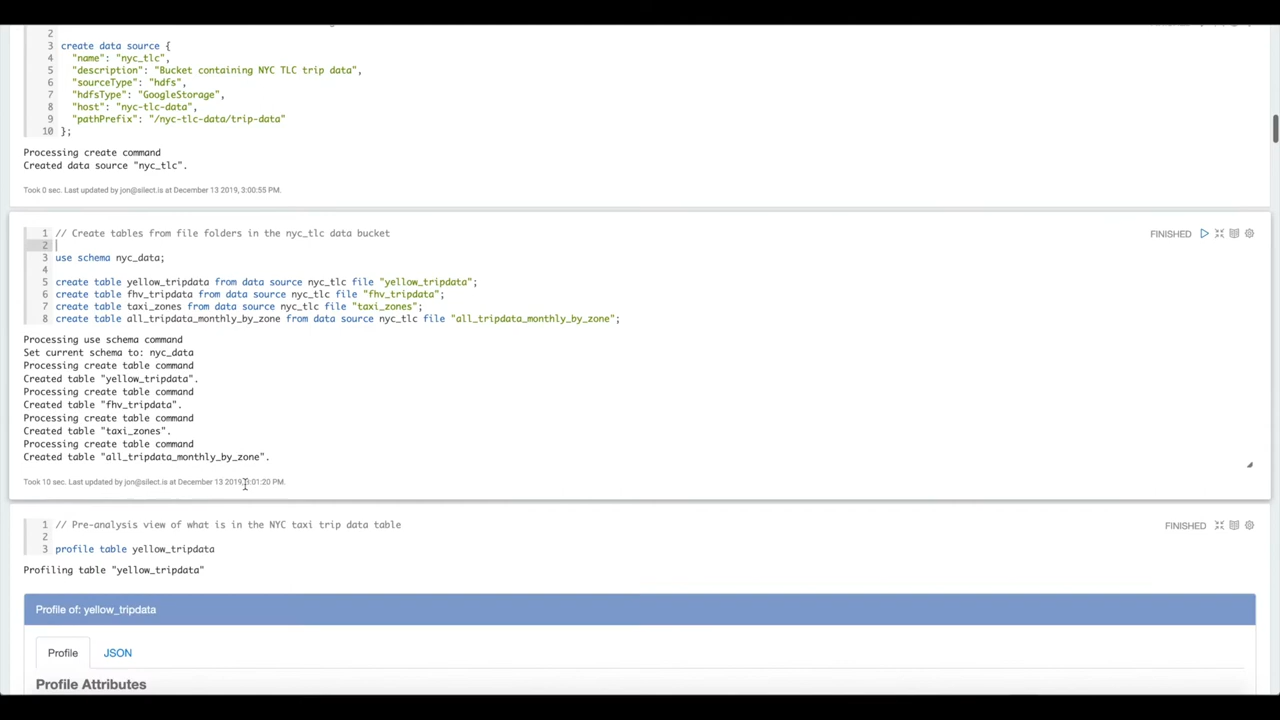 2
3 create data source {
4 "name": "nyc_tlc",
5 "description": "Bucket containing NYC TLC trip data",
6 "sourceType": "hdfs",
7 "hdfsType": "GoogleStorage",
8 "host": "nyc-tlc-data",
9 "pathPrefix": "/nyc-tlc-data/trip-data"
10 };
Processing create command
Created data source "nyc_tlc".
Took 0 sec. Last updated by jon@silect.is at December 13 2019, 3:00:55 PM.
1 // Create tables from file folders in the nyc_tlc data bucket
FINISHED
2
3 use schema nyc_data;
4
5 create table yellow_tripdata from data source nyc_tlc file "yellow_tripdata";
6 create table fhv_tripdata from data source nyc_tlc file "fhv_tripdata";
7 create table taxi_zones from data source nyc_tlc file "taxi_zones";
8 create table all_tripdata_monthly_by_zone from data source nyc_tlc file "all_tripdata_monthly_by_zone";
Processing use schema command
Set current schema to: nyc_data
Processing create table command
Created table "yellow_tripdata".
Processing create table command
Created table "fhv_tripdata".
Processing create table command
Created table "taxi_zones".
Processing create table command
Created table "all_tripdata_monthly_by_zone".
Took 10 sec. Last updated by jon@silect.is at December 13 2019, 3:01:20 PM.
1 // Pre-analysis view of what is in the NYC taxi trip data table
FINISHED
2
3 profile table yellow_tripdata
Profiling table "yellow_tripdata"
Profile of: yellow_tripdata
Profile JSON
Profile Attributes